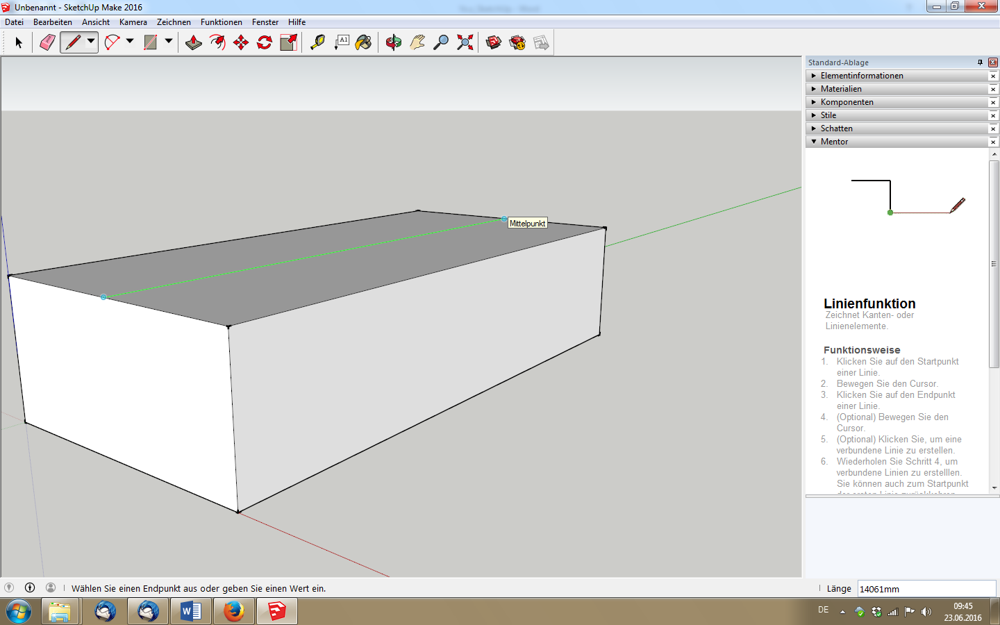 Unbenannt - SketchUp Make 2016
Datei Bearbeiten Ansicht Kamera Zeichnen Funktionen Fenster Hilfe
A1
Standard-Ablage
Elementinformationen
Materialien
Komponenten
Stile
Schatten
Mentor
Mittelpunkt
Linienfunktion
Zeichnet Kanten- oder
Linienelemente.
Funktionsweise
1. Klicken Sie auf den Startpunkt
einer Linie.
2. Bewegen Sie den Cursor.
3. Klicken Sie auf den Endpunkt
einer Linie.
4. (Optional) Bewegen Sie den
Cursor.
5. (Optional) Klicken Sie, um eine
verbundene Linie zu erstellen.
6. Wiederholen Sie Schritt 4, um
verbundene Linien zu erstelllen.
Sie können auch zum Startpunkt
der ersten Linie zurückkehren
Wählen Sie einen Endpunkt aus oder geben Sie einen Wert ein.
Länge 14061mm
DE
09:45
23.06.2016